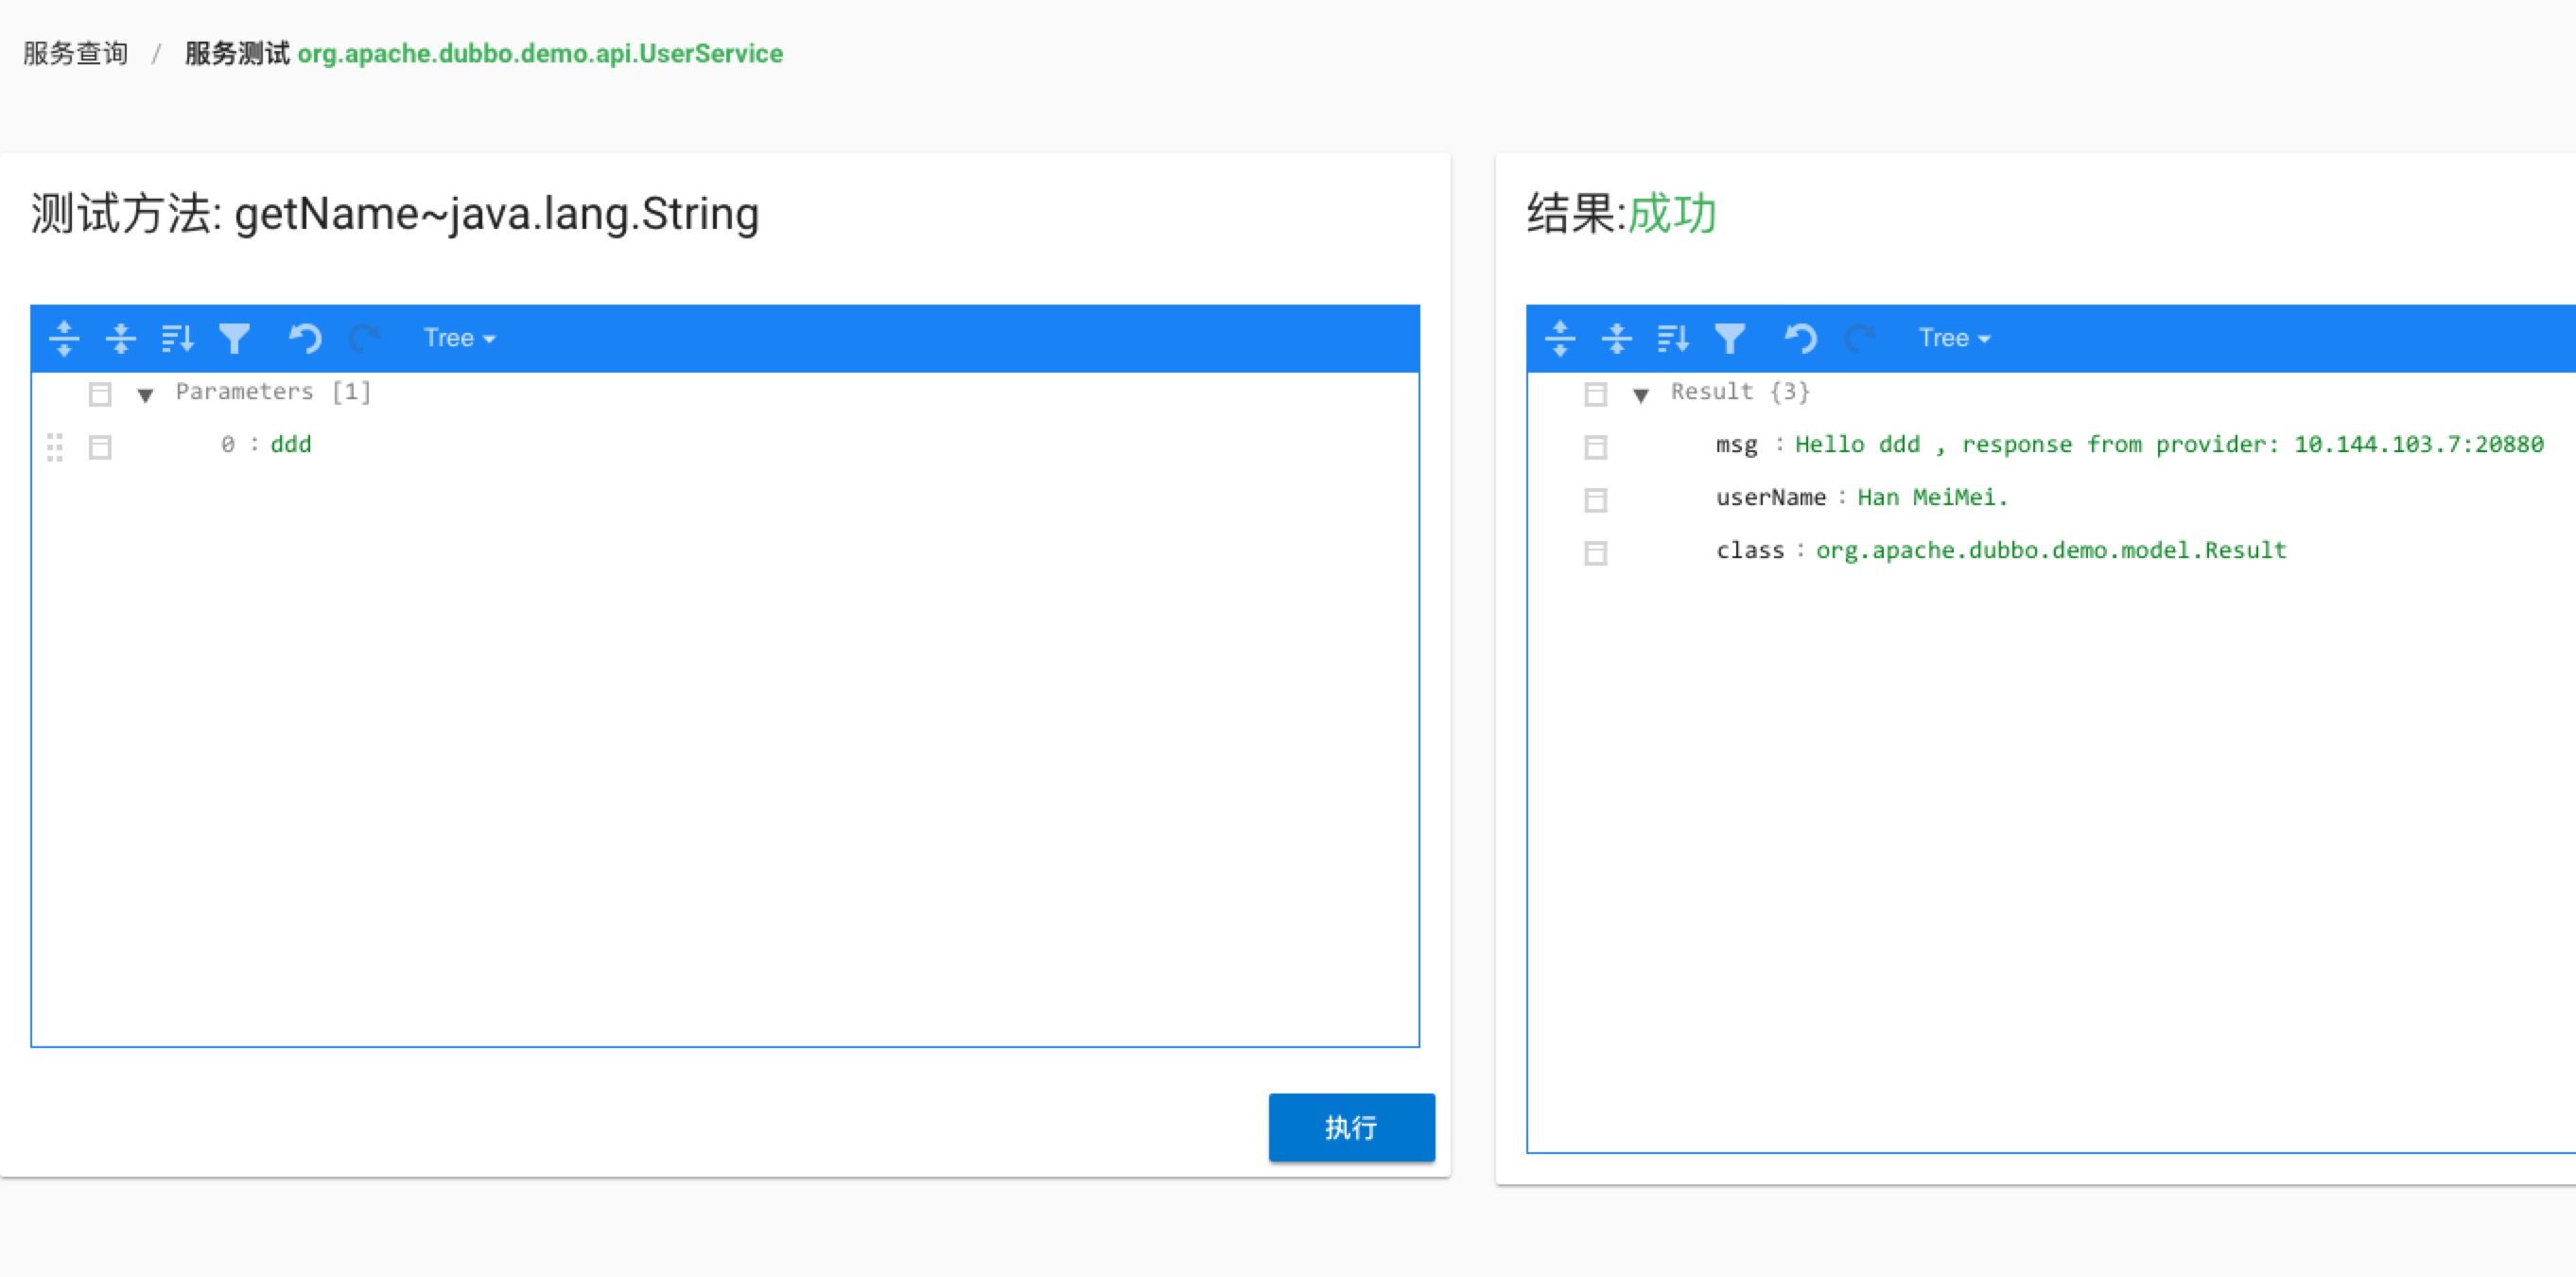 服务查询 / 服务测试 org.apache.dubbo.demo.api.UserService
测试方法: getName~java.lang.String
Tree
Parameters [1]
0 : ddd
执行
结果:成功
Tree
Result {3}
msg : Hello ddd , response from provider: 10.144.103.7:20880
userName : Han MeiMei.
class : org.apache.dubbo.demo.model.Result